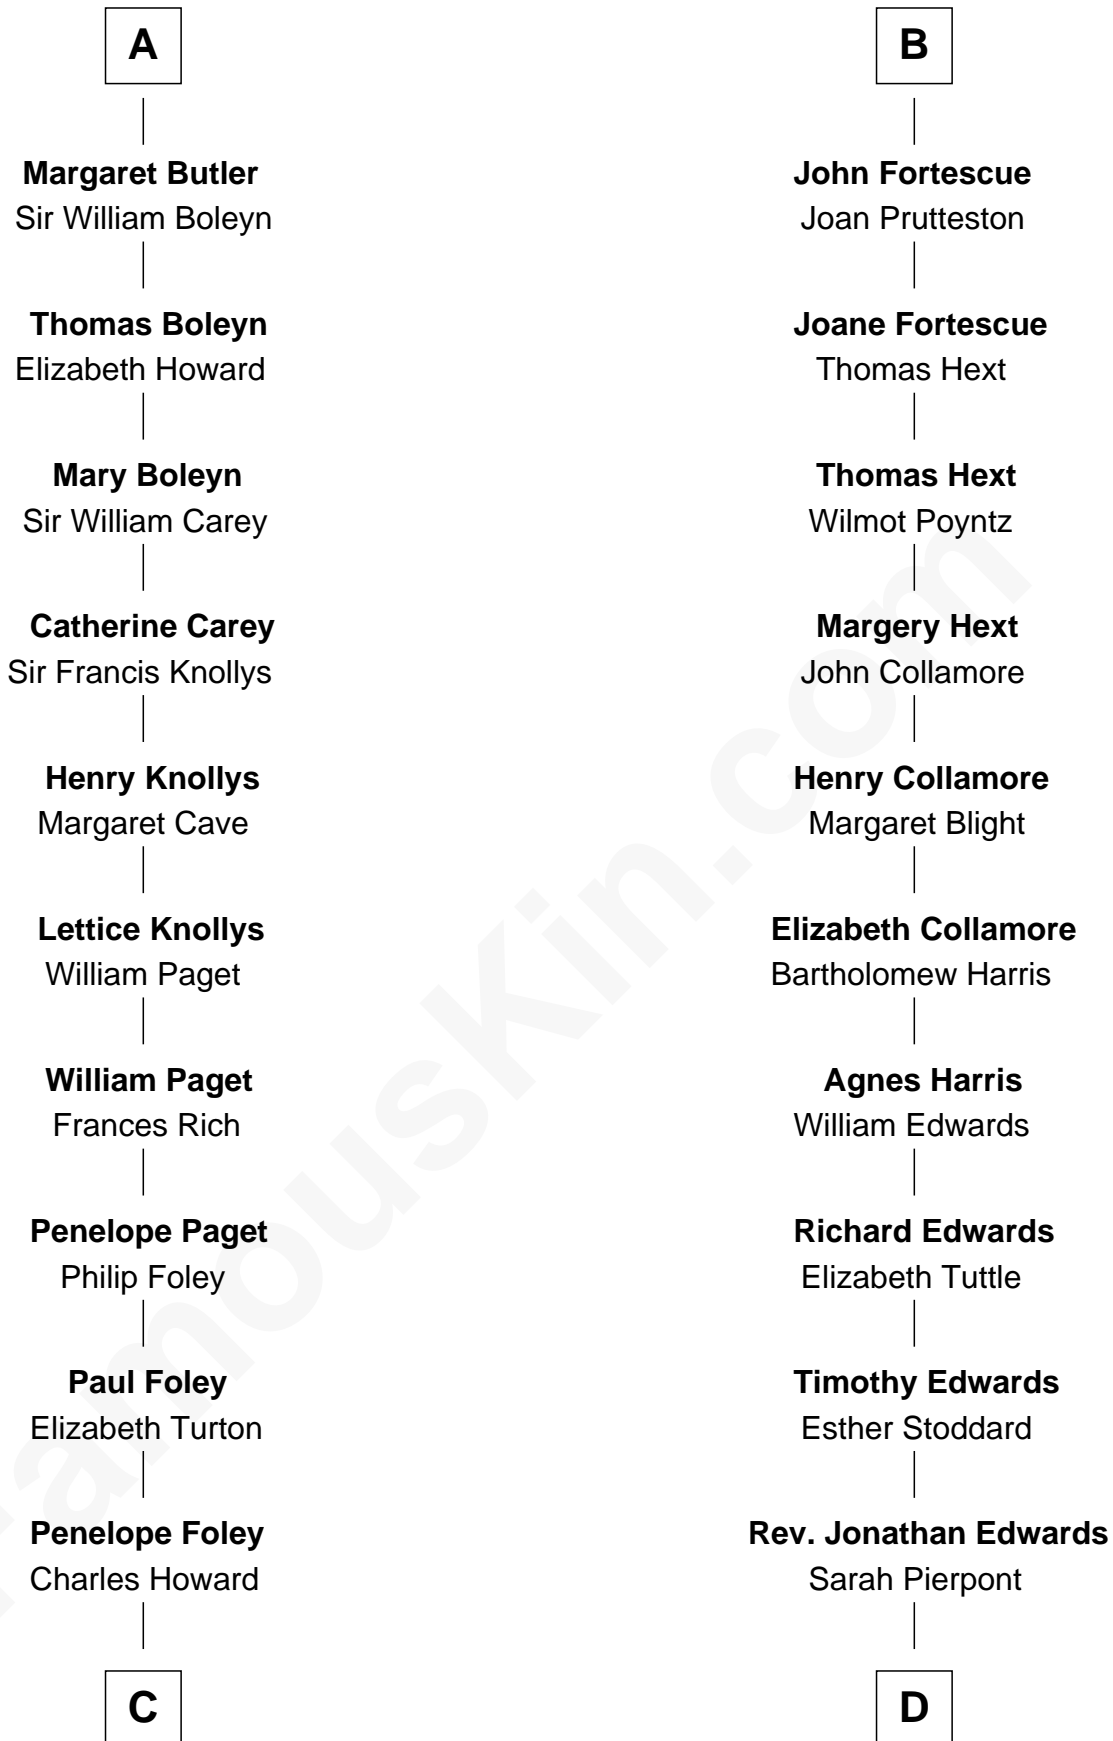 A
Margaret Butler
Sir William Boleyn
Thomas Boleyn
Elizabeth Howard
Mary Boleyn
Sir William Carey
Catherine Carey
Sir Francis Knollys
Henry Knollys
Margaret Cave
Lettice Knollys
William Paget
William Paget
Frances Rich
Penelope Paget
Philip Foley
Paul Foley
Elizabeth Turton
Penelope Foley
Charles Howard
C
B
John Fortescue
Joan Prutteston
Joane Fortescue
Thomas Hext
Thomas Hext
Wilmot Poyntz
Margery Hext
John Collamore
Henry Collamore
Margaret Blight
Elizabeth Collamore
Bartholomew Harris
Agnes Harris
William Edwards
Richard Edwards
Elizabeth Tuttle
Timothy Edwards
Esther Stoddard
Rev. Jonathan Edwards
Sarah Pierpont
D
FamousKin.com